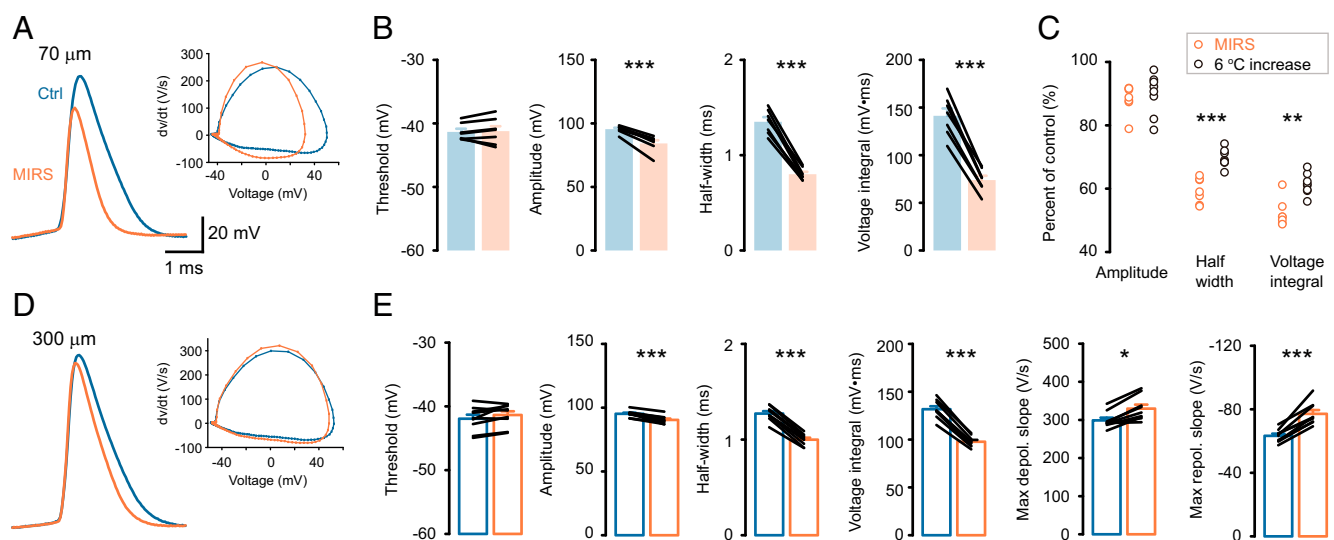 A
70 µm
Ctrl
MIRS
20 mV
1 ms
dv/dt (V/s)
300
200
100
0
-100
-40
0
40
Voltage (mV)
B
Threshold (mV)
-30
-40
-50
-60
Amplitude (mV)
150
100
50
0
***
Half-width (ms)
2
1
0
***
Voltage integral (mV•ms)
200
150
100
50
0
***
C
MIRS
6 °C increase
Percent of control (%)
100
80
60
40
***
**
Amplitude
Half
width
Voltage
integral
D
300 µm
dv/dt (V/s)
350
300
200
100
0
-100
-40
0
40
Voltage (mV)
E
Threshold (mV)
-30
-40
-50
-60
Amplitude (mV)
150
100
50
0
***
Half-width (ms)
2
1
0
***
Voltage integral (mV•ms)
200
150
100
50
0
***
Max depol. slope (V/s)
500
400
300
200
100
0
*
Max repol. slope (V/s)
-120
-80
-40
0
***